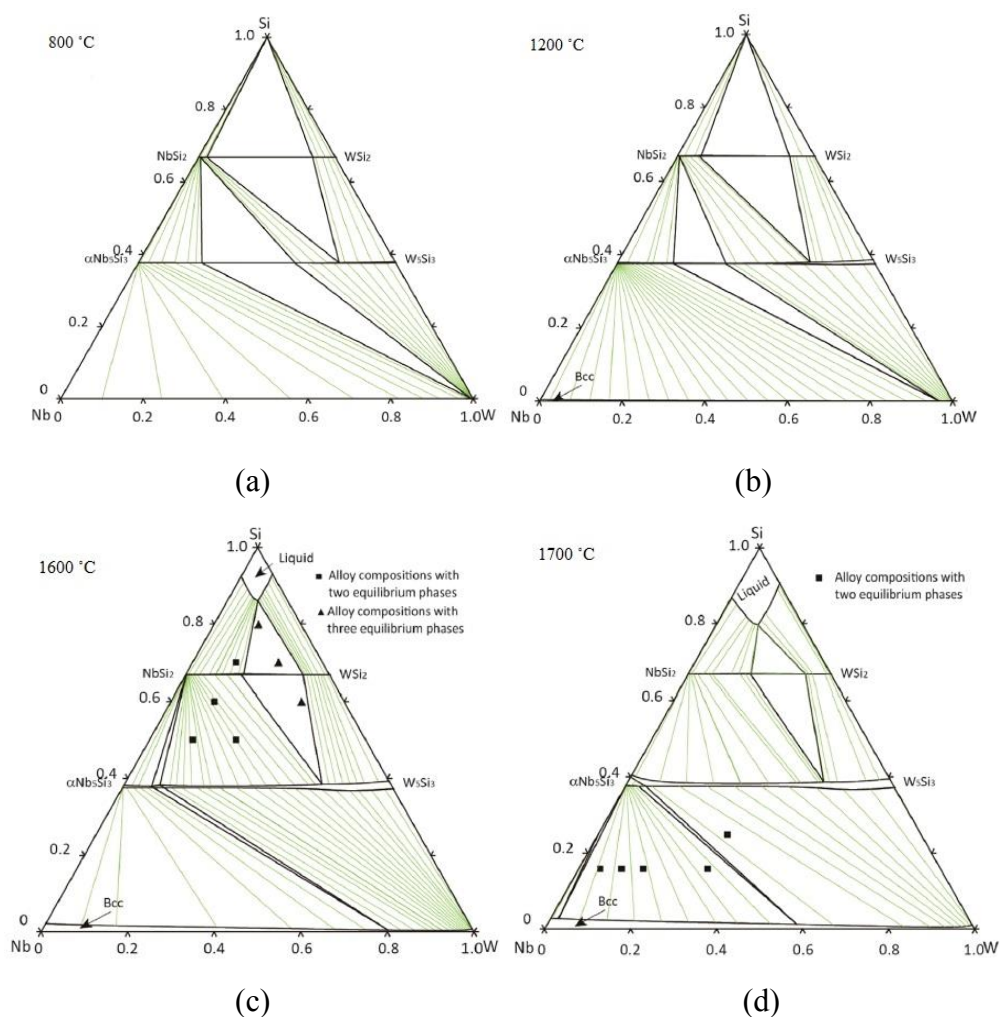 800 ˚C
Si
1.0
0.8
NbSi₂
WSi₂
0.6
0.4
αNb₅Si₃
W₅Si₃
0.2
0
Nb 0 0.2 0.4 0.6 0.8 1.0W
(a)
1200 ˚C
Si
1.0
0.8
NbSi₂
WSi₂
0.6
0.4
αNb₅Si₃
W₅Si₃
0.2
0
Bcc
Nb 0 0.2 0.4 0.6 0.8 1.0W
(b)
1600 ˚C
Si
1.0
Liquid
■ Alloy compositions with
two equilibrium phases
▲ Alloy compositions with
three equilibrium phases
0.8
NbSi₂
WSi₂
0.6
0.4
αNb₅Si₃
W₅Si₃
0.2
0
Bcc
Nb 0 0.2 0.4 0.6 0.8 1.0W
(c)
1700 ˚C
Si
1.0
Liquid
■ Alloy compositions with
two equilibrium phases
0.8
NbSi₂
WSi₂
0.6
0.4
αNb₅Si₃
W₅Si₃
0.2
0
Bcc
Nb 0 0.2 0.4 0.6 0.8 1.0W
(d)